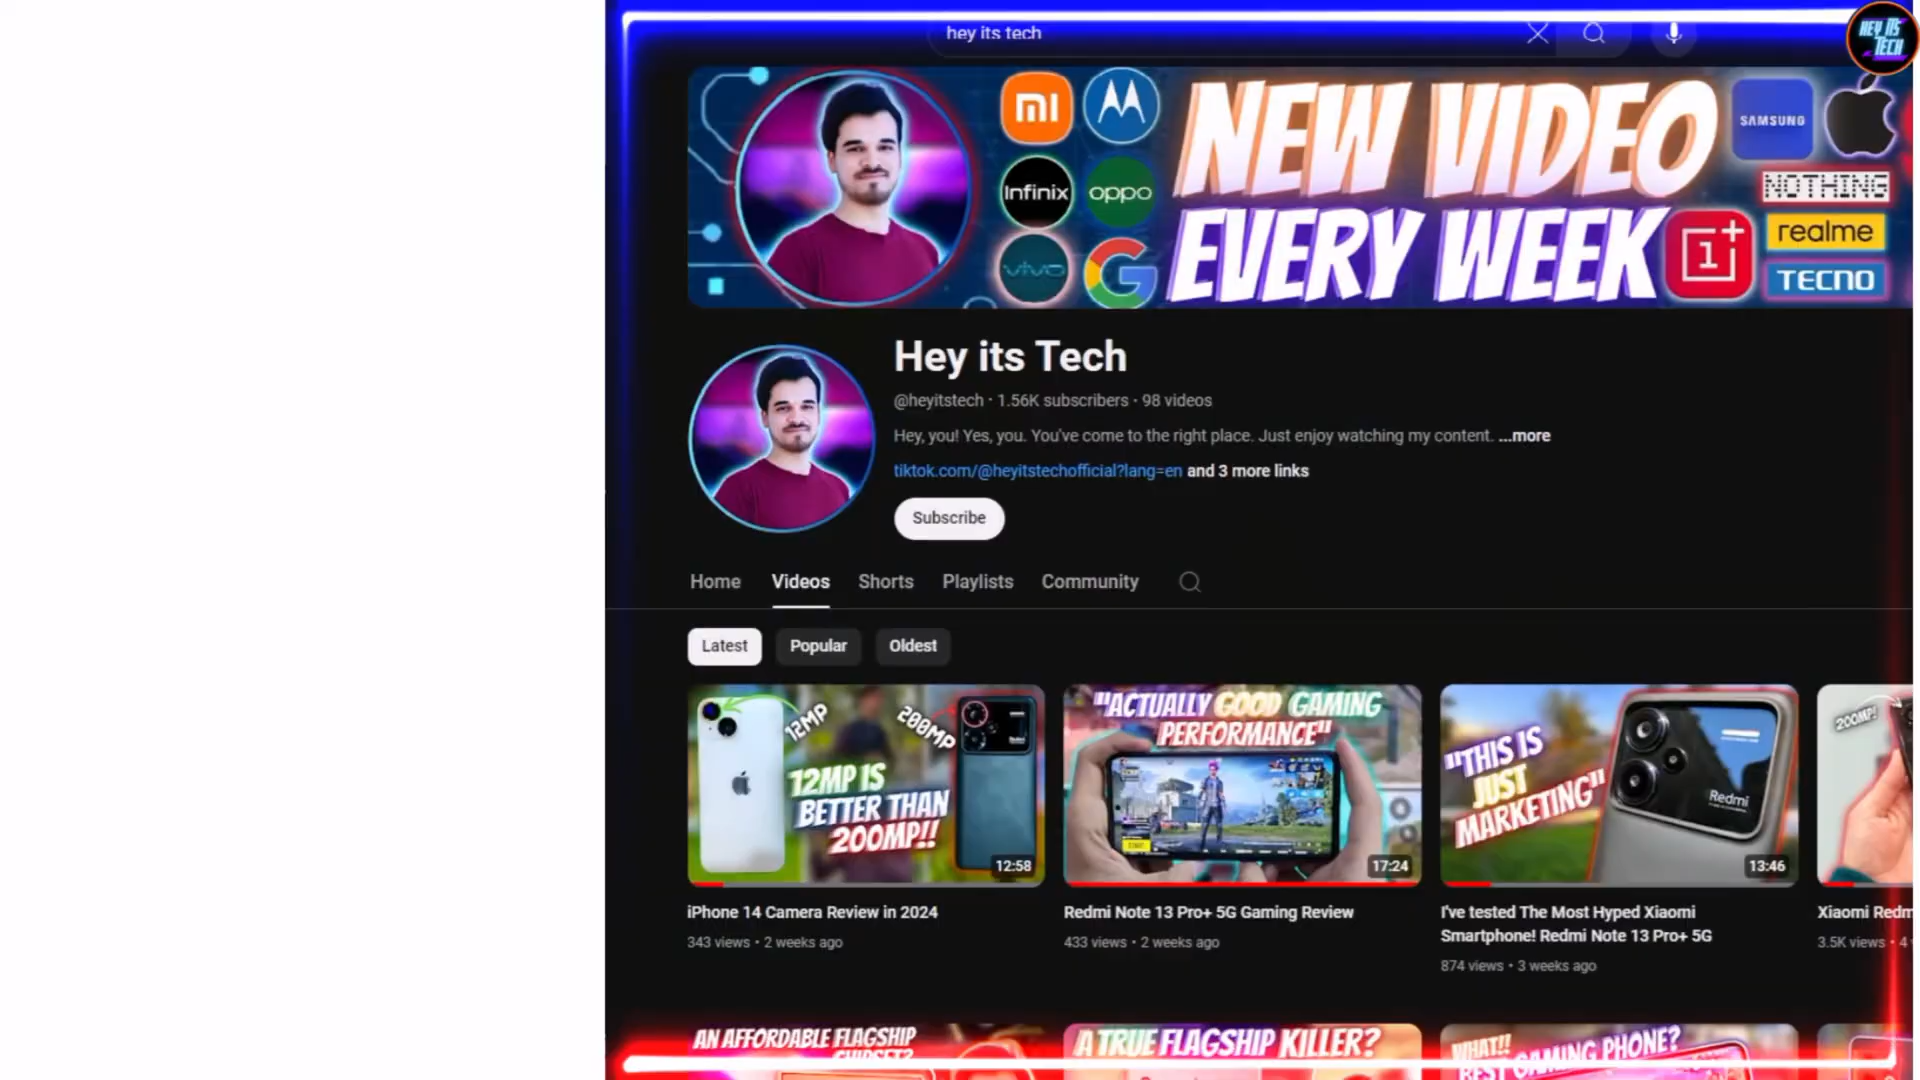 hey its tech
HEY ITS
TECH
mi
Infinix
oppo
vivo
NEW VIDEO
EVERY WEEK
SAMSUNG
NOTHING
realme
TECNO
Hey its Tech
@heyitstech · 1.56K subscribers · 98 videos
Hey, you! Yes, you. You've come to the right place. Just enjoy watching my content. ...more
tiktok.com/@heyitstechofficial?lang=en and 3 more links
Subscribe
Home Videos Shorts Playlists Community
Latest Popular Oldest
12MP
200MP
12MP IS
BETTER THAN
200MP!!
12:58
"ACTUALLY GOOD GAMING
PERFORMANCE"
17:24
"THIS IS
JUST
MARKETING"
Redmi
13:46
200MP!
iPhone 14 Camera Review in 2024
343 views • 2 weeks ago
Redmi Note 13 Pro+ 5G Gaming Review
433 views • 2 weeks ago
I've tested The Most Hyped Xiaomi
Smartphone! Redmi Note 13 Pro+ 5G
874 views • 3 weeks ago
Xiaomi Redm
3.5K views • 4
AN AFFORDABLE FLAGSHIP
CHIPSET?
A TRUE FLAGSHIP KILLER?
WHAT!!
BEST GAMING PHONE?